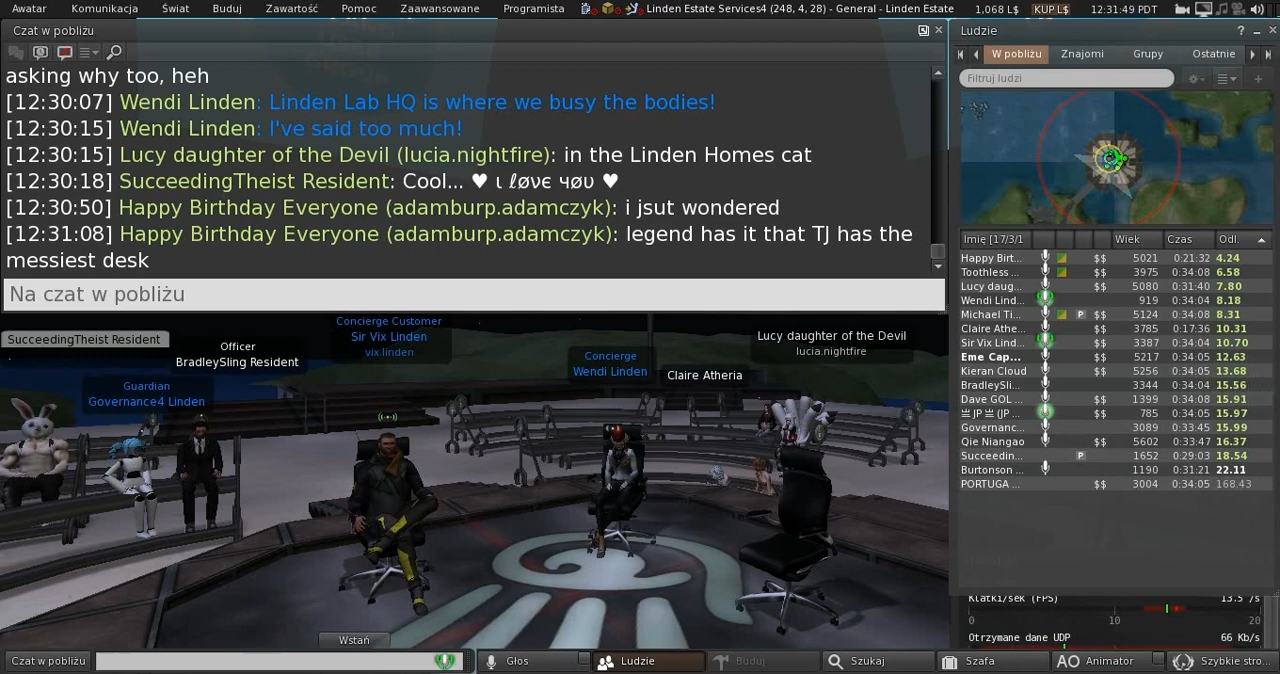 Awatar Komunikacja Świat Buduj Zawartość Pomoc Zaawansowane Programista Linden Estate Services4 (248, 4, 28) - General - Linden Estate 1,068 L$ KUP L$ 12:31:49 PDT
Czat w pobliżu
asking why too, heh
[12:30:07] Wendi Linden: Linden Lab HQ is where we busy the bodies!
[12:30:15] Wendi Linden: I've said too much!
[12:30:15] Lucy daughter of the Devil (lucia.nightfire): in the Linden Homes cat
[12:30:18] SucceedingTheist Resident: Cool... ♥ ι ℓøνє чøυ ♥
[12:30:50] Happy Birthday Everyone (adamburp.adamczyk): i jsut wondered
[12:31:08] Happy Birthday Everyone (adamburp.adamczyk): legend has it that TJ has the
messiest desk
Na czat w pobliżu
SucceedingTheist Resident
Officer
BradleySling Resident
Guardian
Governance4 Linden
Concierge Customer
Sir Vix Linden
vix.linden
Concierge
Wendi Linden
Claire Atheria
Lucy daughter of the Devil
lucia.nightfire
Wstań
Ludzie
W pobliżu Znajomi Grupy Ostatnie
Filtruj ludzi
Imię [17/3/1 Wiek Czas Odl.
Happy Birt... $$ 5021 0:21:32 4.24
Toothless ... $$ 3975 0:34:08 6.58
Lucy daug... $$ 5080 0:31:40 7.80
Wendi Lind... 919 0:34:04 8.18
Michael Ti... P $$ 5124 0:34:08 8.31
Claire Athe... $$ 3785 0:17:36 10.31
Sir Vix Lind... $$ 3387 0:34:04 10.70
Eme Cap... $$ 5217 0:34:05 12.63
Kieran Cloud $$ 5256 0:34:05 13.68
BradleySli... 3344 0:34:04 15.56
Dave GOL ... $$ 1399 0:34:08 15.91
JP (JP ... $$ 785 0:34:05 15.97
Governanc... 3089 0:33:45 15.99
Qie Niangao $$ 5602 0:33:47 16.37
Succeedin... P 1652 0:29:03 18.54
Burtonson ... 1190 0:31:21 22.11
PORTUGA ... $$ 3004 0:34:05 168.43
Klatki/sek (FPS) 13.5 /s
0 10 20
Otrzymane dane UDP 66 Kb/s
Czat w pobliżu Głos Ludzie Buduj Szukaj Szafa AO Animator Szybkie stro...